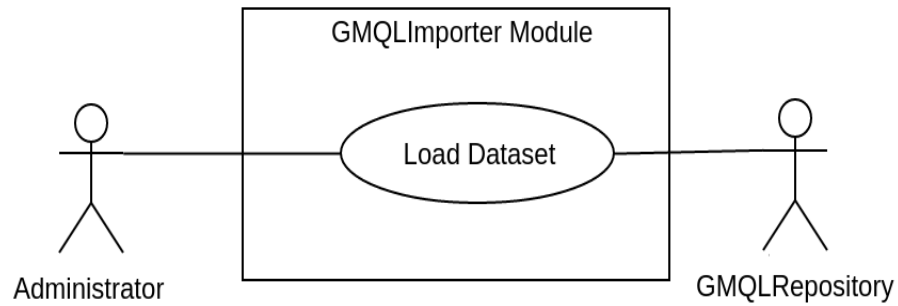 GMQLImporter Module
Load Dataset
Administrator
GMQLRepository